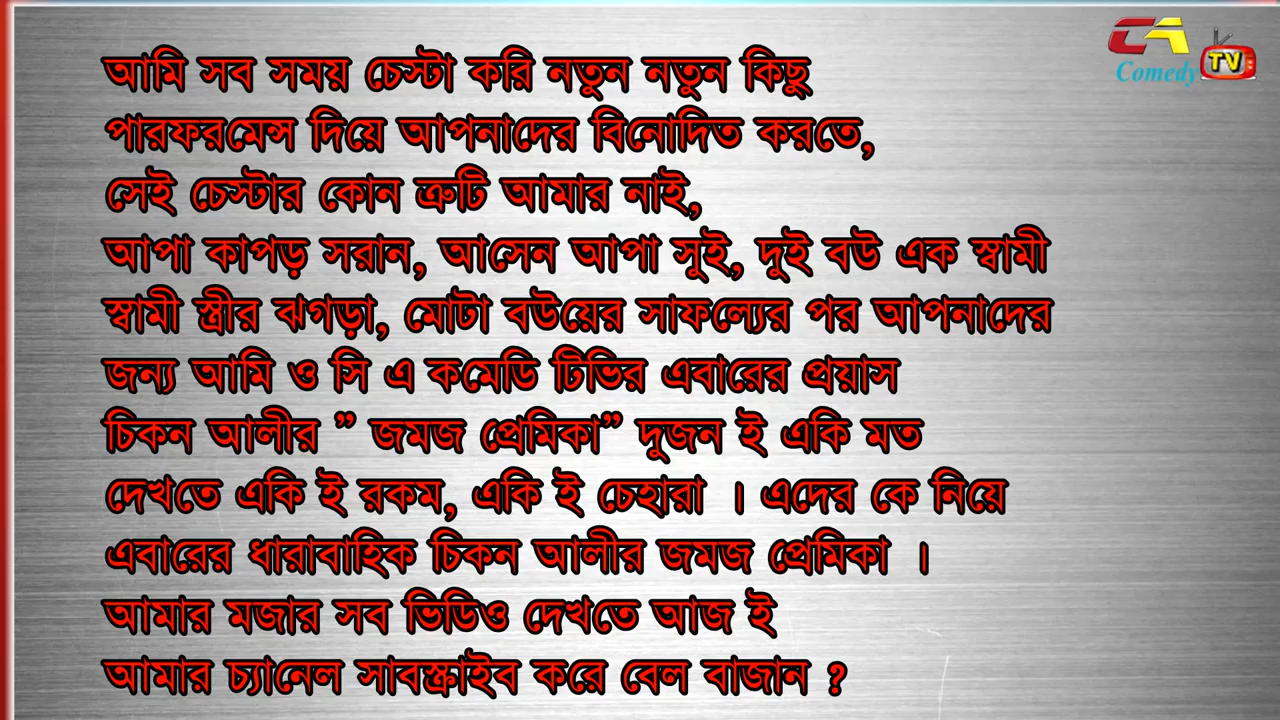 CA
Comedy TV
আমি সব সময় চেস্টা করি নতুন নতুন কিছু
পারফরমেন্স দিয়ে আপনাদের বিনোদিত করতে,
সেই চেস্টার কোন ত্রুটি আমার নাই,
আপা কাপড় সরান, আসেন আপা সুই, দুই বউ এক স্বামী
স্বামী স্ত্রীর ঝগড়া, মোটা বউয়ের সাফল্যের পর আপনাদের
জন্য আমি ও সি এ কমেডি টিভির এবারের প্রয়াস
চিকন আলীর ” জমজ প্রেমিকা” দুজন ই একি মত
দেখতে একি ই রকম, একি ই চেহারা । এদের কে নিয়ে
এবারের ধারাবাহিক চিকন আলীর জমজ প্রেমিকা ।
আমার মজার সব ভিডিও দেখতে আজ ই
আমার চ্যানেল সাবস্ক্রাইব করে বেল বাজান ?